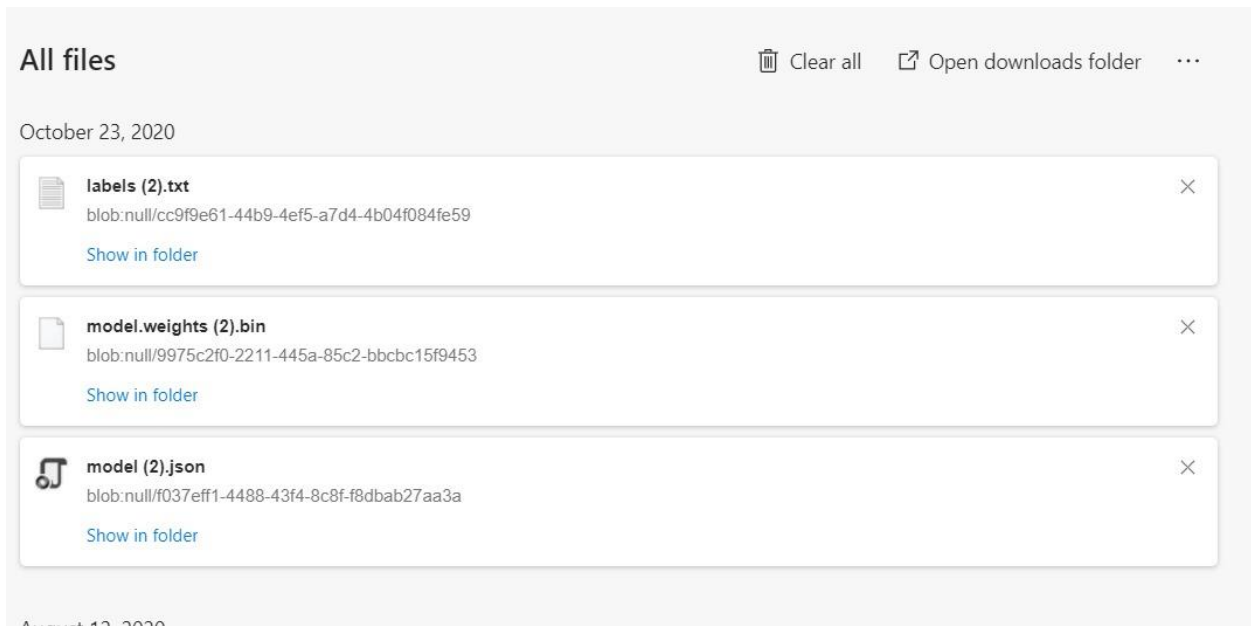 All files
Clear all
Open downloads folder
October 23, 2020
labels (2).txt
blob:null/cc9f9e61-44b9-4ef5-a7d4-4b04f084fe59
Show in folder
model.weights (2).bin
blob:null/9975c2f0-2211-445a-85c2-bbcbc15f9453
Show in folder
model (2).json
blob:null/f037eff1-4488-43f4-8c8f-f8dbab27aa3a
Show in folder